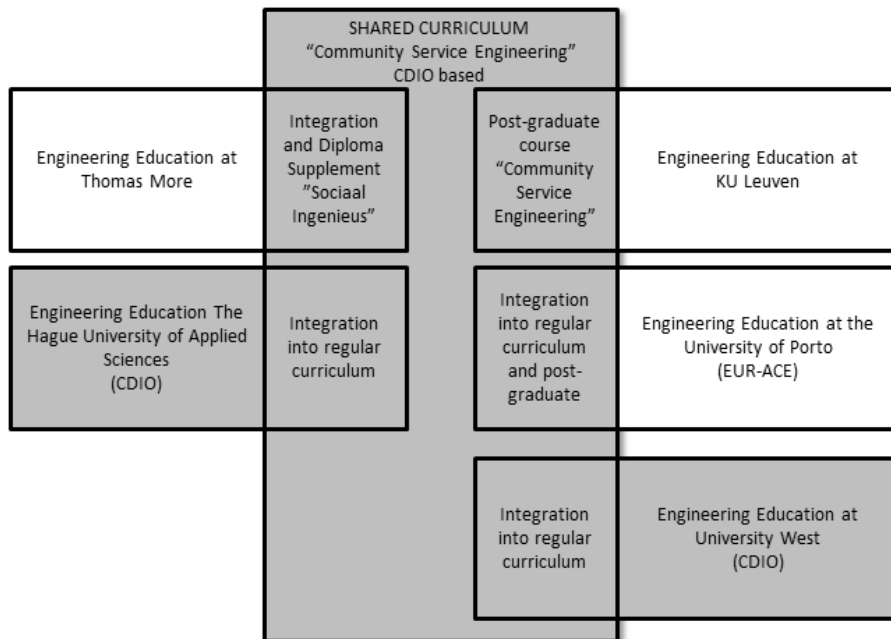 SHARED CURRICULUM
“Community Service Engineering”
CDIO based
Engineering Education at
Thomas More
Integration
and Diploma
Supplement
”Sociaal
Ingenieus”
Post-graduate
course
“Community
Service
Engineering”
Engineering Education at
KU Leuven
Engineering Education The
Hague University of Applied
Sciences
(CDIO)
Integration
into regular
curriculum
Integration
into regular
curriculum
and post-
graduate
Engineering Education at the
University of Porto
(EUR-ACE)
Integration
into regular
curriculum
Engineering Education at
University West
(CDIO)